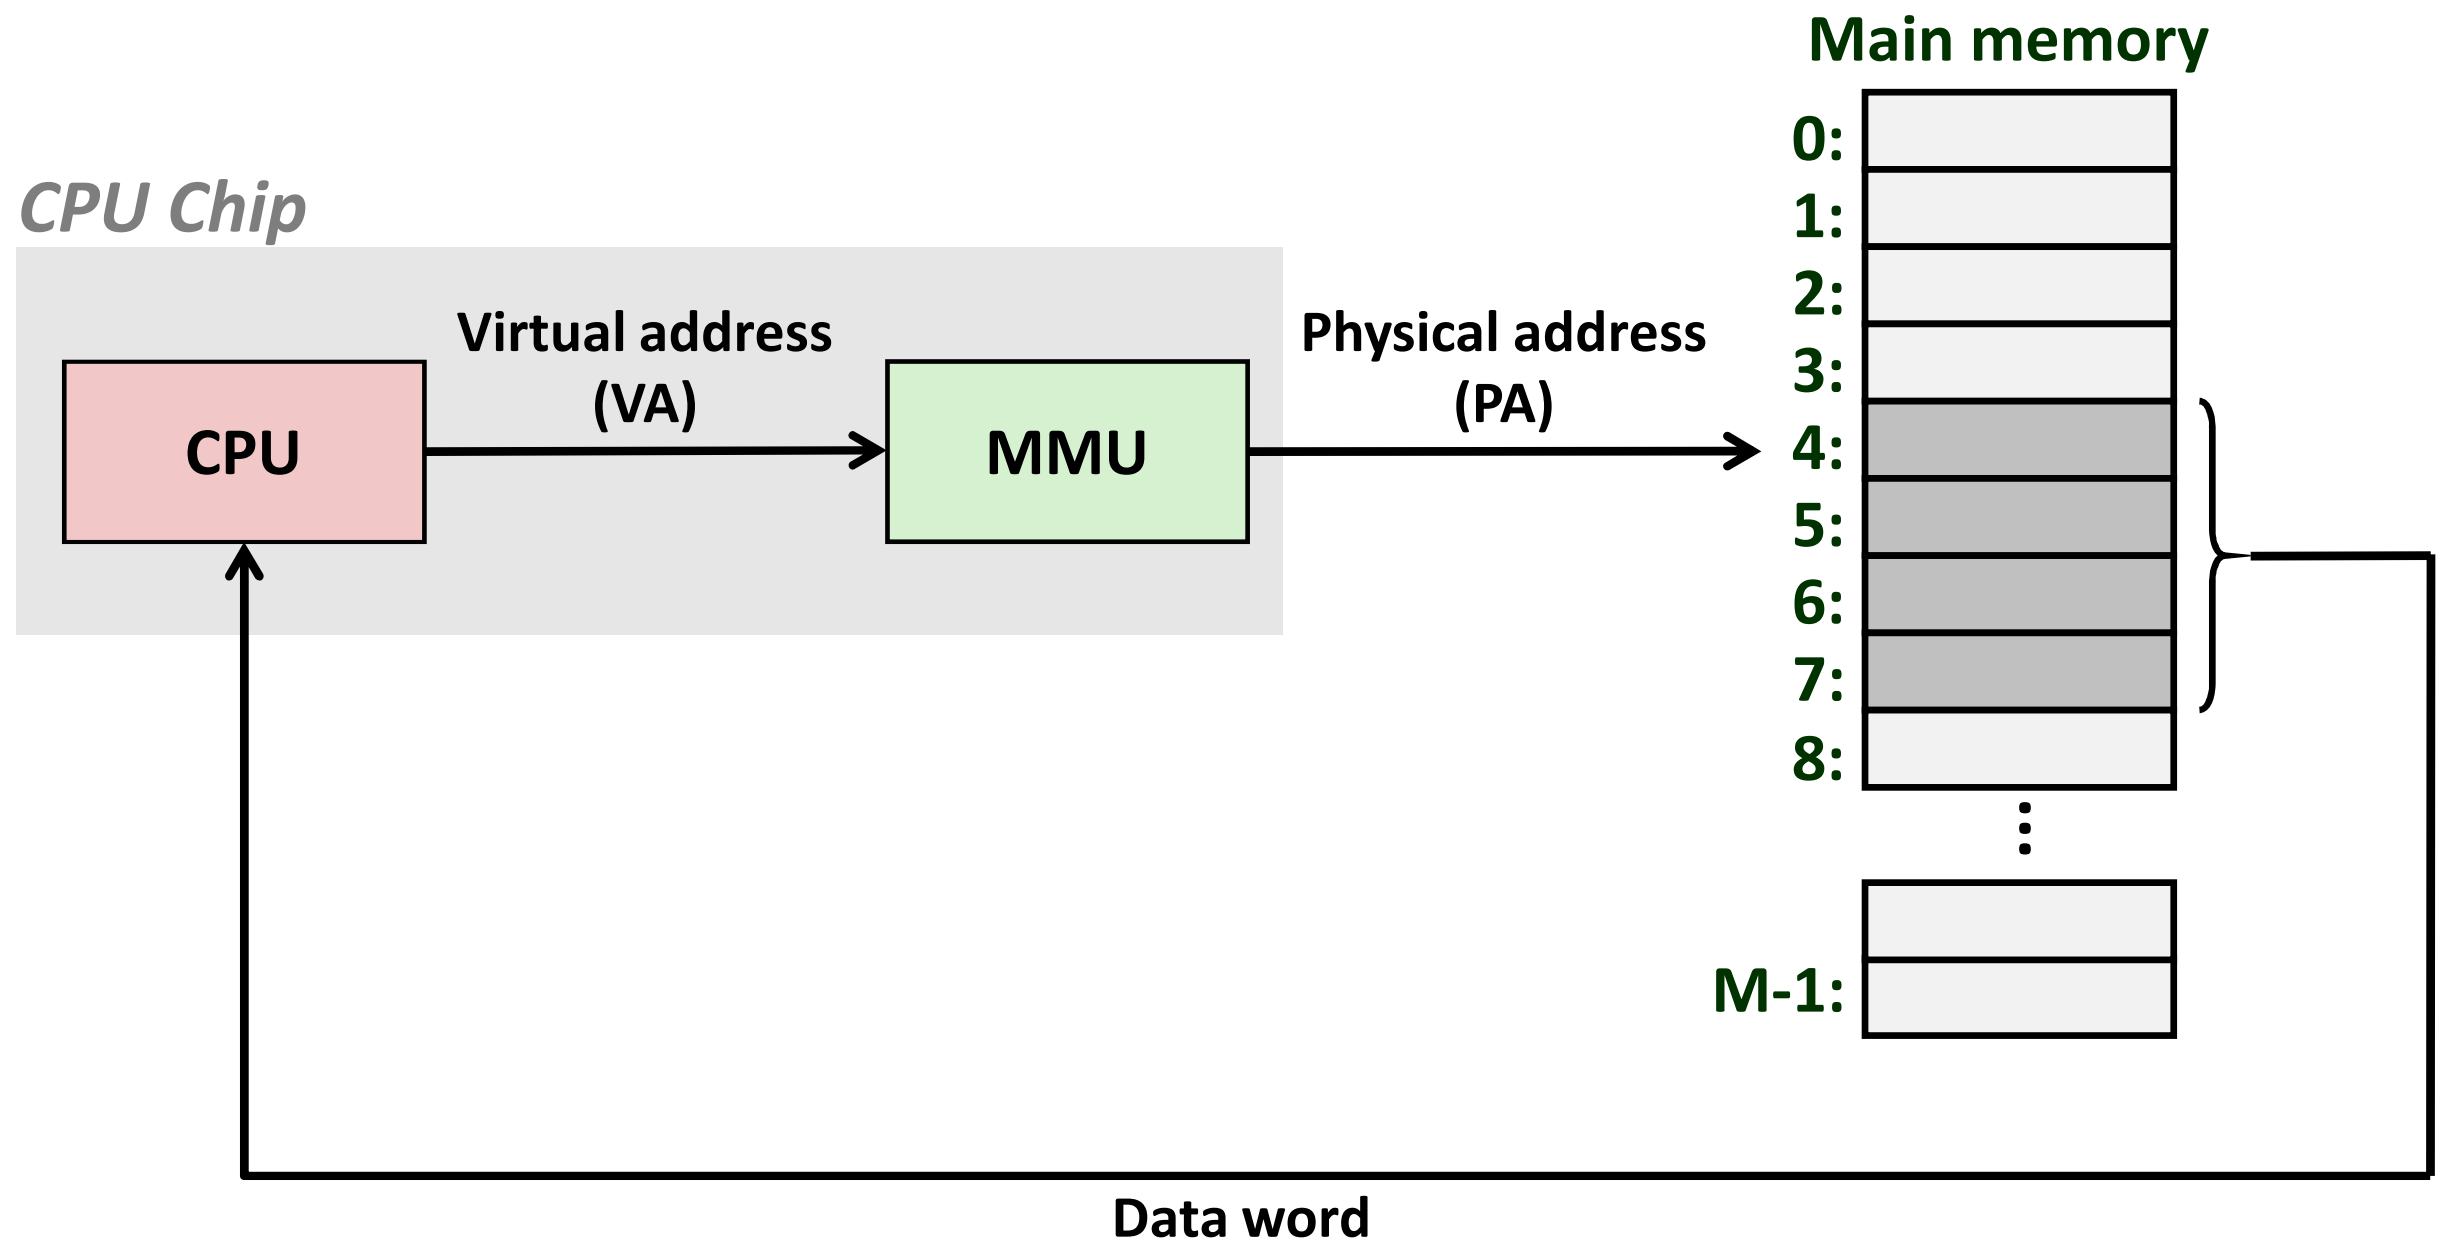 Main memory
CPU Chip
Virtual address
(VA)
Physical address
(PA)
CPU
MMU
0:
1:
2:
3:
4:
5:
6:
7:
8:
M-1:
Data word